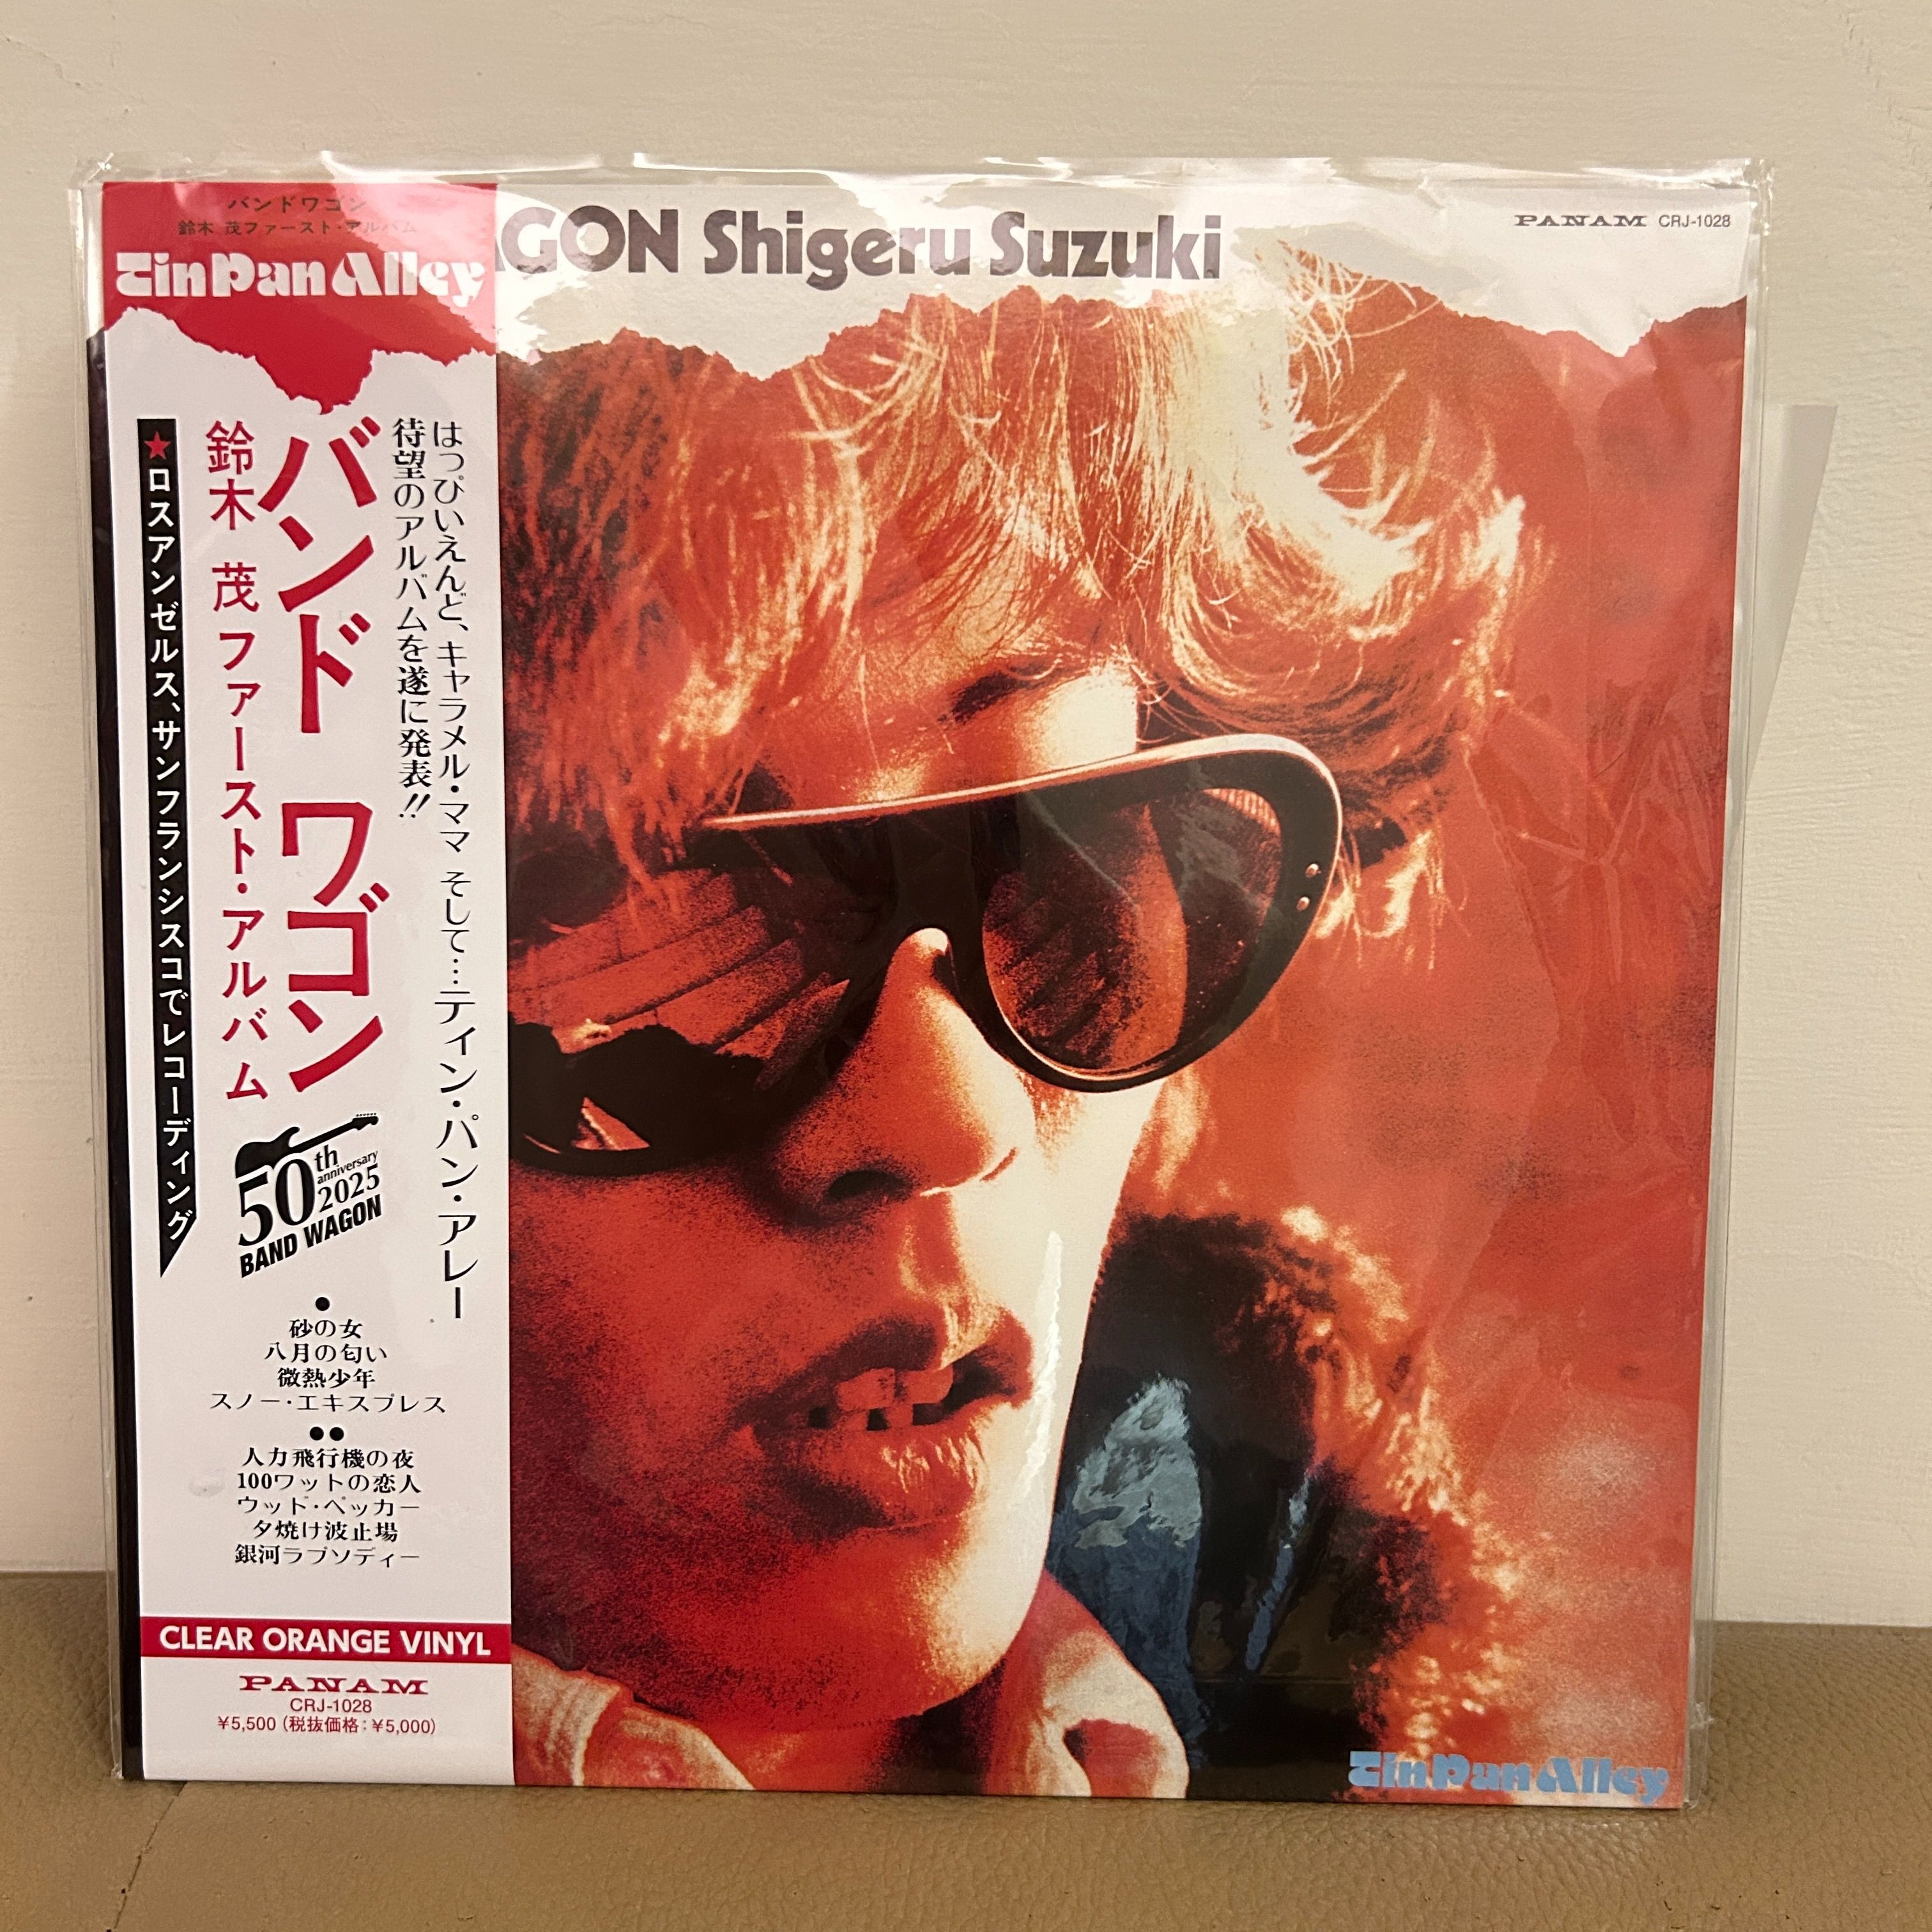 バンドワゴン
鈴木 茂ファースト・アルバム
Tin Pan Alley
AGON Shigeru Suzuki
PANAM CRJ-1028
はっぴいえんど、キャラメル・ママ そして…ティン・パン・アレー
待望のアルバムを遂に発表!!
バンド ワゴン
鈴木 茂 ファースト・アルバム
★ロスアンゼルス、サンフランシスコでレコーディング
50th
anniversary
2025
BAND WAGON
●
砂の女
八月の匂い
微熱少年
スノー・エキスプレス
●●
人力飛行機の夜
100ワットの恋人
ウッド・ペッカー
夕焼け波止場
銀河ラプソディー
CLEAR ORANGE VINYL
PANAM
CRJ-1028
¥5,500(税抜価格:¥5,000)
Tin Pan Alley